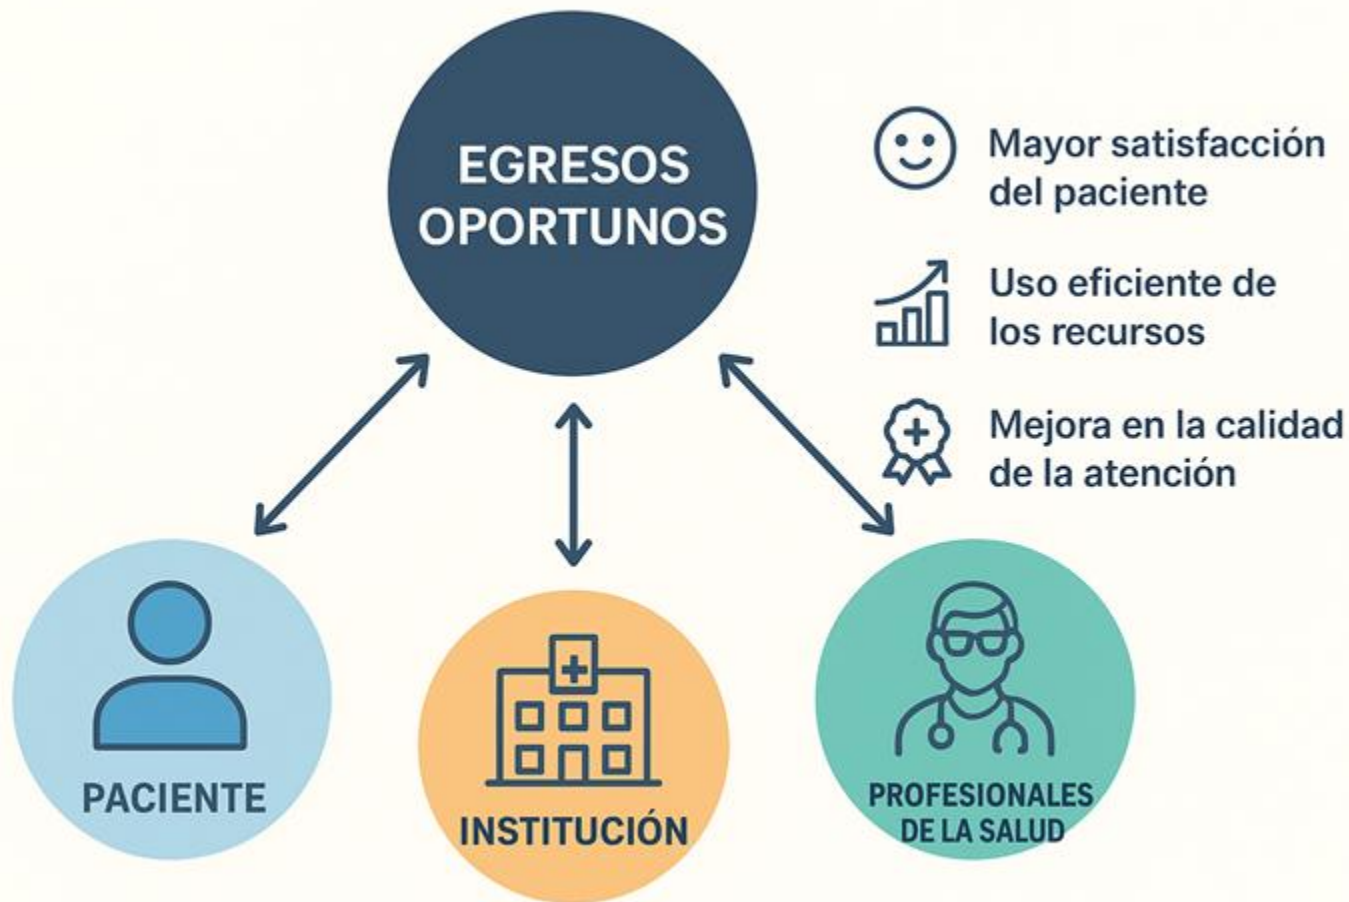 EGRESOS
OPORTUNOS
Mayor satisfacción
del paciente
Uso eficiente de
los recursos
Mejora en la calidad
de la atención
PACIENTE
INSTITUCIÓN
PROFESIONALES
DE LA SALUD